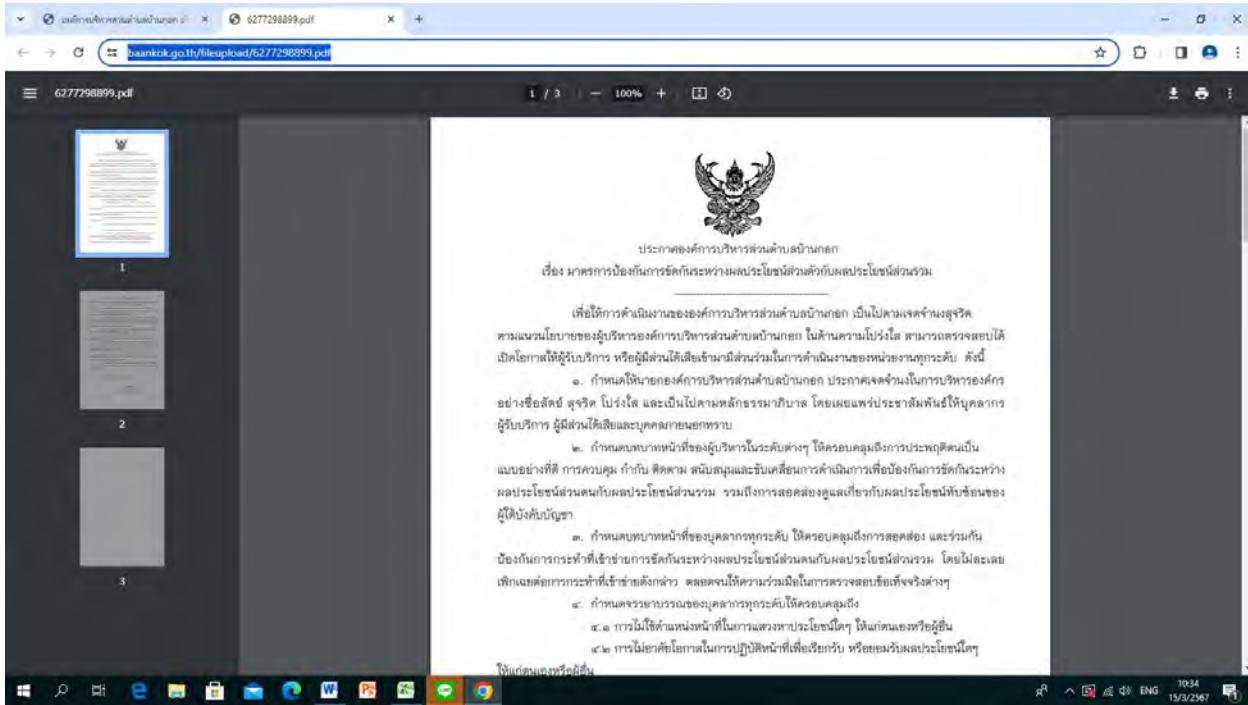 องค์การบริหารส่วนตำบลบ้านกอก อ
6277298899.pdf
baankok.go.th/fileupload/6277298899.pdf
6277298899.pdf
1 / 3
100%
1
2
3
ประกาศองค์การบริหารส่วนตำบลบ้านกอก
เรื่อง มาตรการป้องกันการขัดกันระหว่างผลประโยชน์ส่วนตัวกับผลประโยชน์ส่วนรวม
เพื่อให้การดำเนินงานขององค์การบริหารส่วนตำบลบ้านกอก เป็นไปตามเจตจำนงสุจริต
ตามแนวนโยบายของผู้บริหารองค์การบริหารส่วนตำบลบ้านกอก ในด้านความโปร่งใส สามารถตรวจสอบได้
เปิดโอกาสให้ผู้รับบริการ หรือผู้มีส่วนได้เสียเข้ามามีส่วนร่วมในการดำเนินงานของหน่วยงานทุกระดับ ดังนี้
๑. กำหนดให้นายกองค์การบริหารส่วนตำบลบ้านกอก ประกาศเจตจำนงในการบริหารองค์กร
อย่างซื่อสัตย์ สุจริต โปร่งใส และเป็นไปตามหลักธรรมาภิบาล โดยเผยแพร่ประชาสัมพันธ์ให้บุคลากร
ผู้รับบริการ ผู้มีส่วนได้เสียและบุคคลภายนอกทราบ
๒. กำหนดบทบาทหน้าที่ของผู้บริหารในระดับต่างๆ ให้ครอบคลุมถึงการประพฤติตนเป็น
แบบอย่างที่ดี การควบคุม กำกับ ติดตาม สนับสนุนและขับเคลื่อนการดำเนินการเพื่อป้องกันการขัดกันระหว่าง
ผลประโยชน์ส่วนตนกับผลประโยชน์ส่วนรวม รวมถึงการสอดส่องดูแลเกี่ยวกับผลประโยชน์ทับซ้อนของ
ผู้ใต้บังคับบัญชา
๓. กำหนดบทบาทหน้าที่ของบุคลากรทุกระดับ ให้ครอบคลุมถึงการสอดส่อง และร่วมกัน
ป้องกันการกระทำที่เข้าข่ายการขัดกันระหว่างผลประโยชน์ส่วนตนกับผลประโยชน์ส่วนรวม โดยไม่ละเลย
เพิกเฉยต่อการกระทำที่เข้าข่ายดังกล่าว ตลอดจนให้ความร่วมมือในการตรวจสอบข้อเท็จจริงต่างๆ
๔. กำหนดจรรยาบรรณของบุคลากรทุกระดับให้ครอบคลุมถึง
๔.๑ การไม่ใช้ตำแหน่งหน้าที่ในการแสวงหาประโยชน์ใดๆ ให้แก่ตนเองหรือผู้อื่น
๔.๒ การไม่อาศัยโอกาสในการปฏิบัติหน้าที่เพื่อเรียกรับ หรือยอมรับผลประโยชน์ใดๆ
ให้แก่ตนเองหรือผู้อื่น
ENG
10:34
15/3/2567